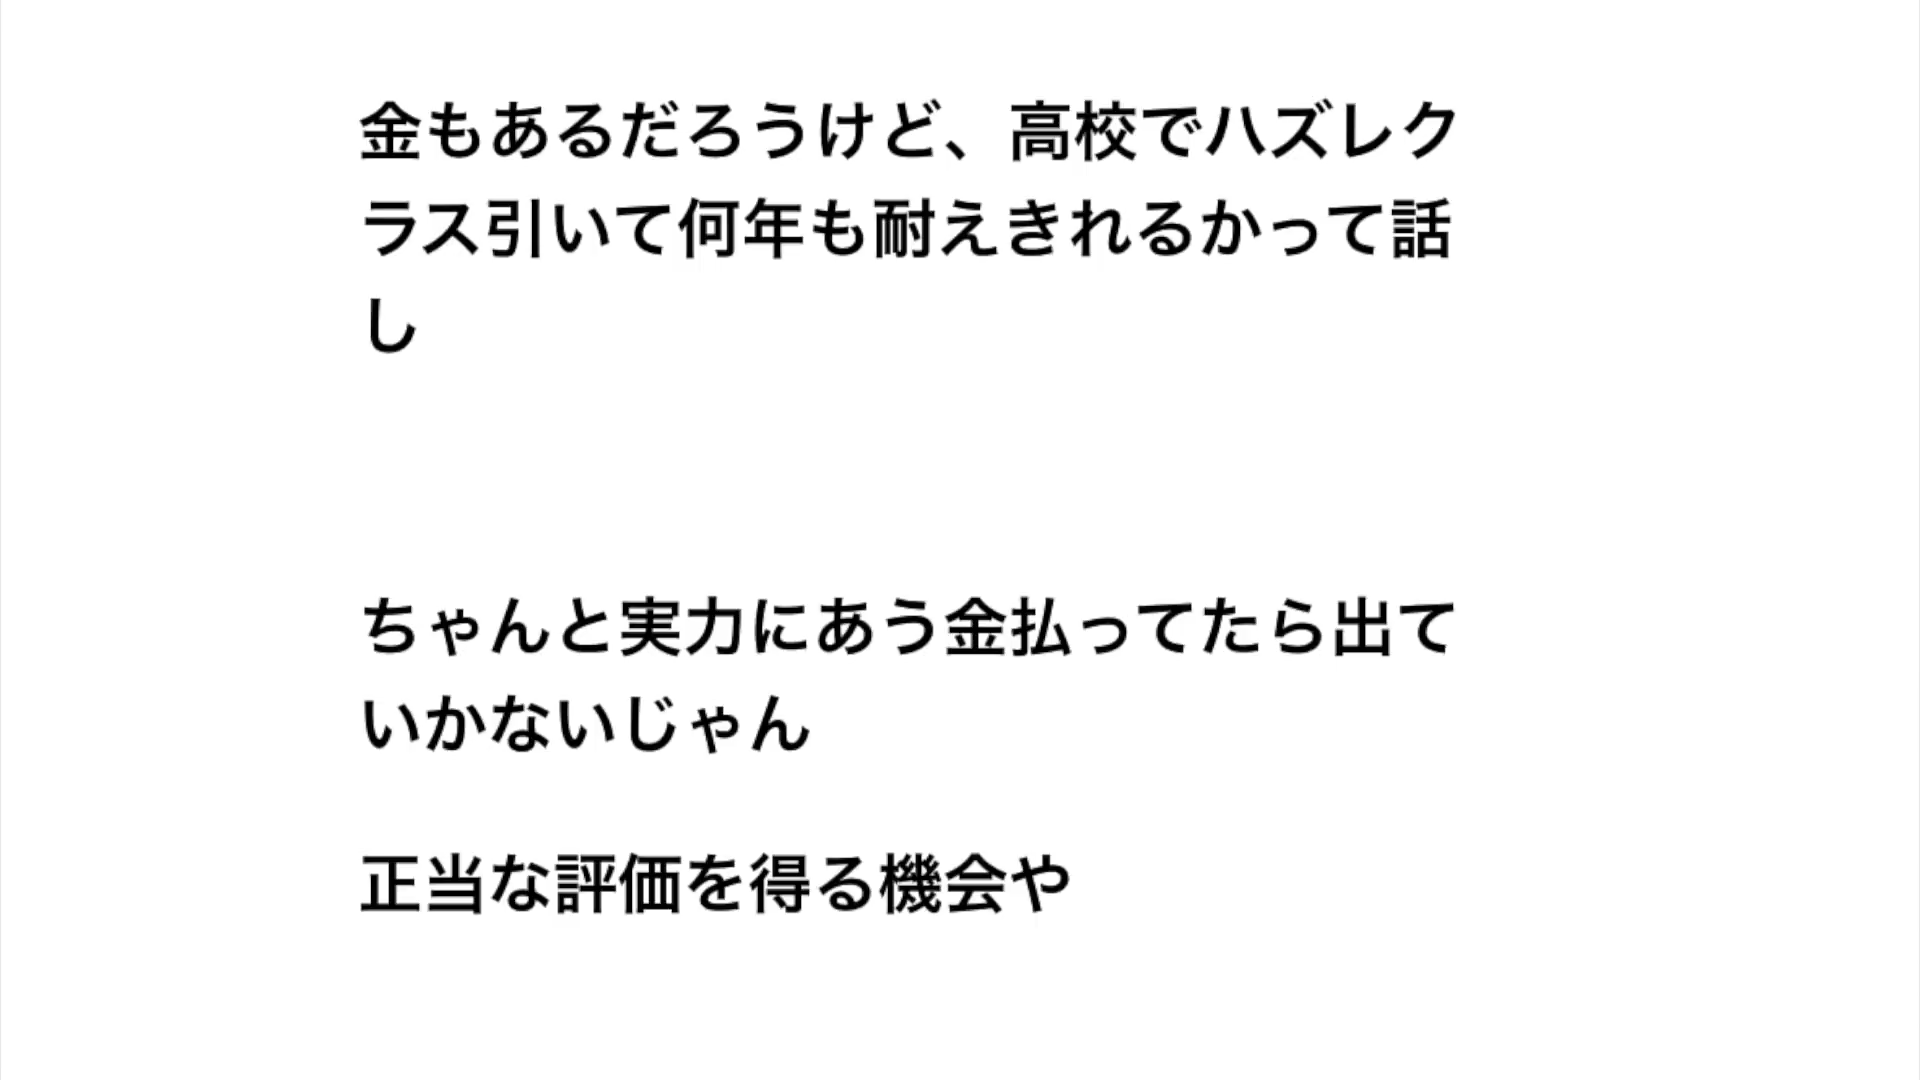 金もあるだろうけど、高校でハズレク
ラス引いて何年も耐えきれるかって話
し
ちゃんと実力にあう金払ってたら出て
いかないじゃん
正当な評価を得る機会や